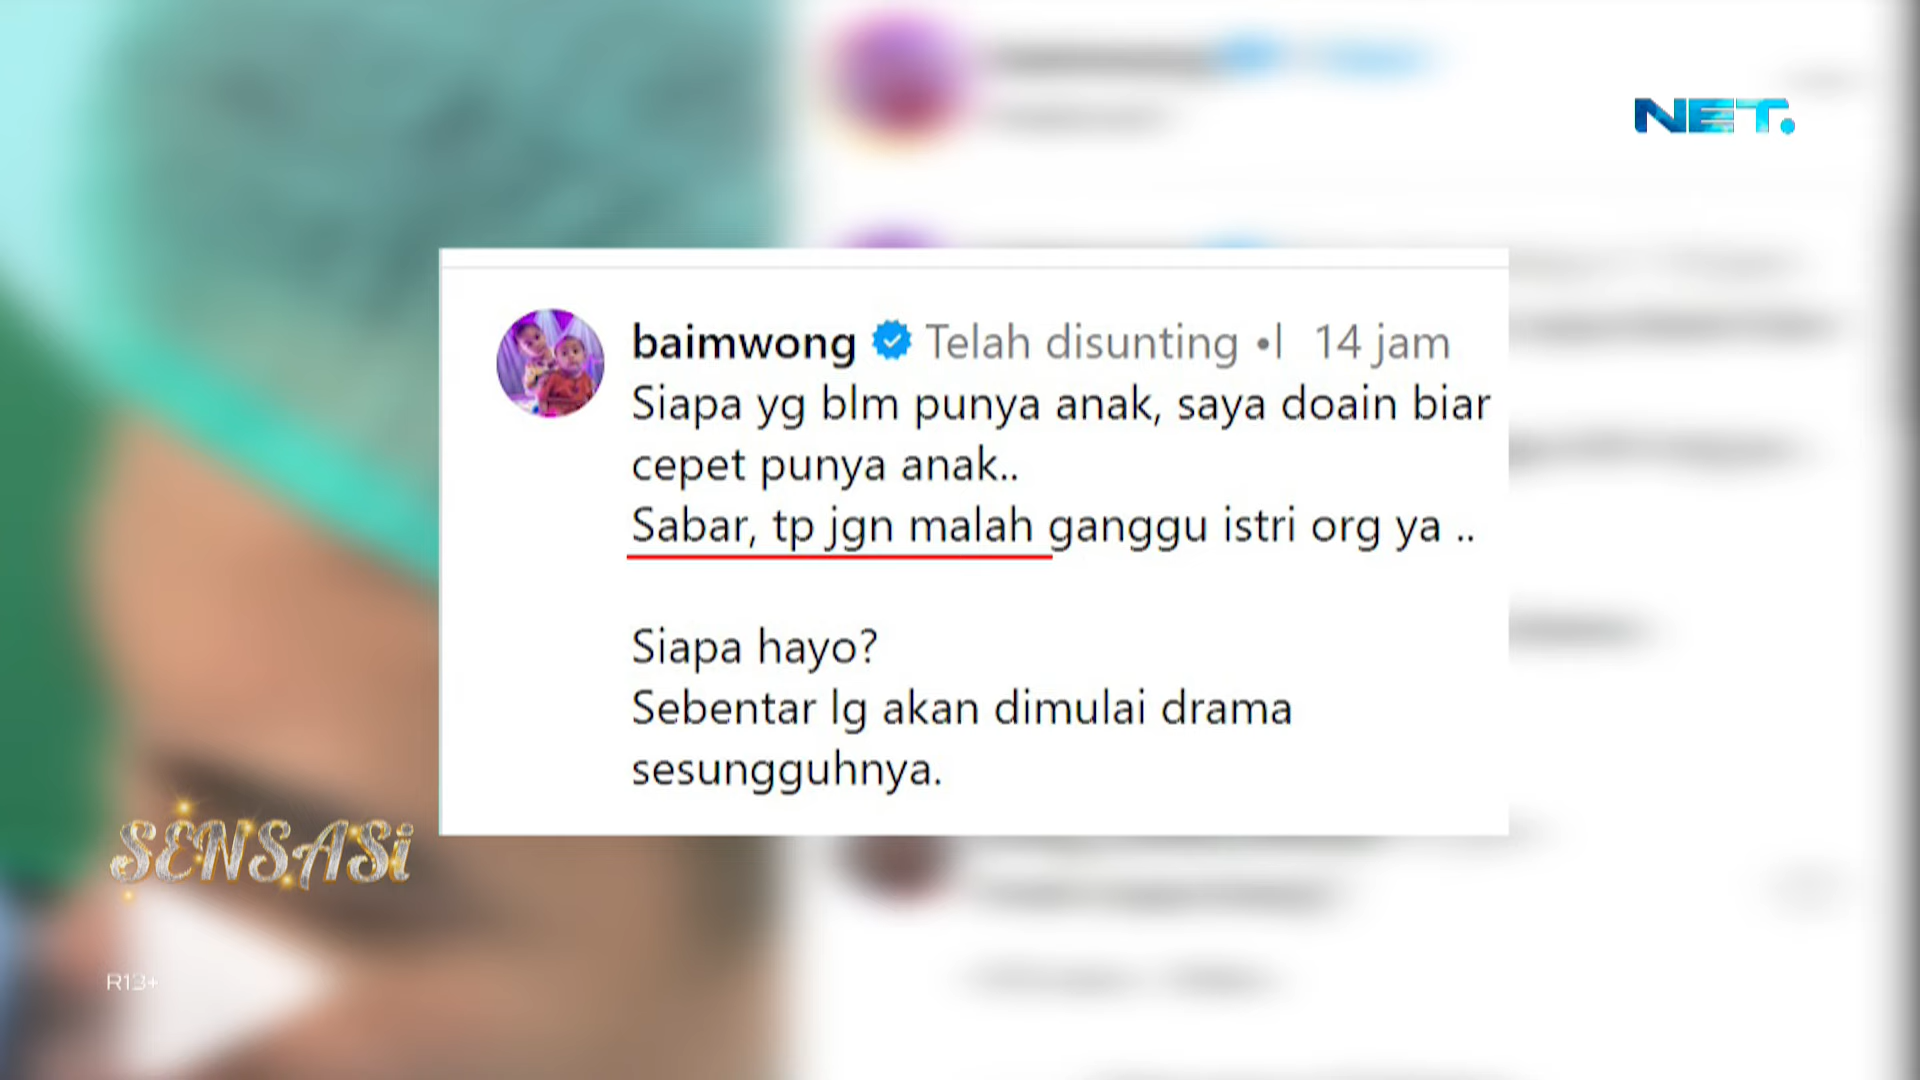 NET.
baimwong Telah disunting • 14 jam
Siapa yg blm punya anak, saya doain biar
cepet punya anak..
Sabar, tp jgn malah ganggu istri org ya ..
Siapa hayo?
Sebentar lg akan dimulai drama
sesungguhnya.
SENSASi
R13+